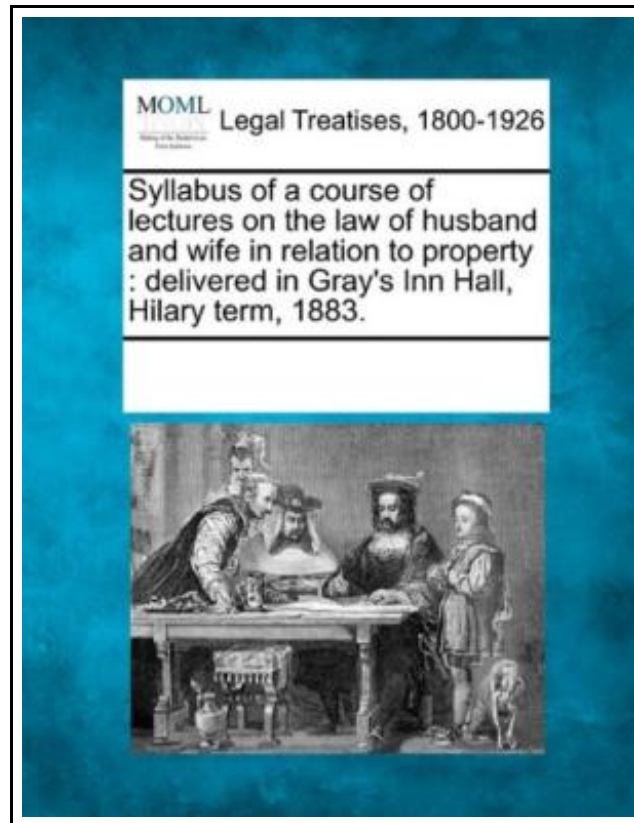 MOML
Legal Treatises, 1800-1926
Syllabus of a course of
lectures on the law of husband
and wife in relation to property
: delivered in Gray's Inn Hall,
Hilary term, 1883.